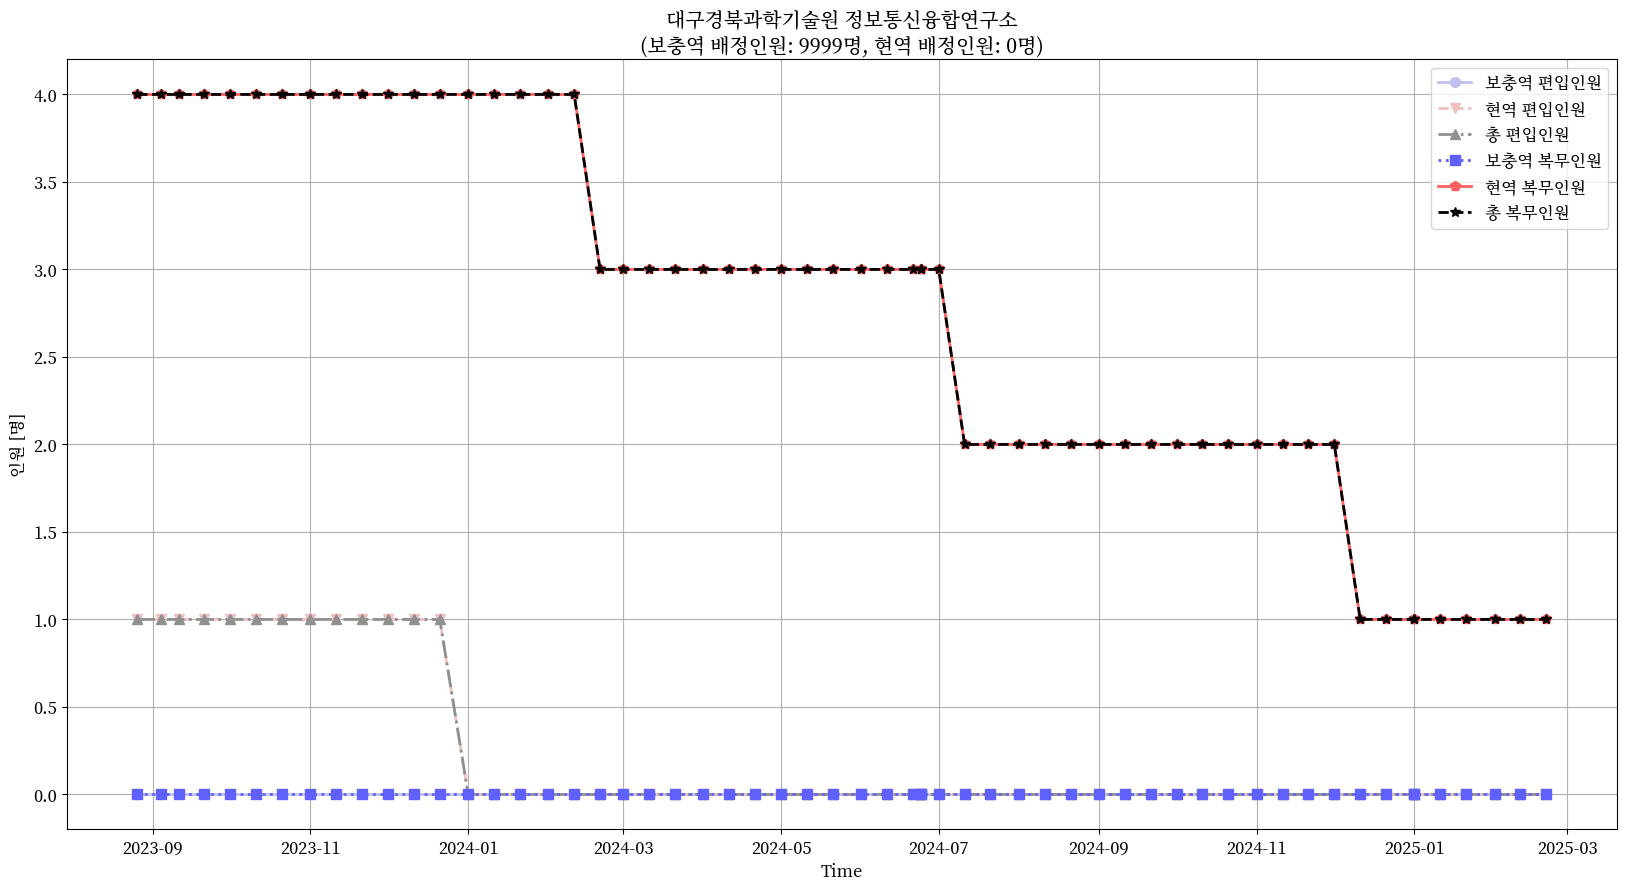 대구경북과학기술원 정보통신융합연구소
(보충역 배정인원: 9999명, 현역 배정인원: 0명)
보충역 편입인원
현역 편입인원
총 편입인원
보충역 복무인원
현역 복무인원
총 복무인원
인원 [명]
4.0
3.5
3.0
2.5
2.0
1.5
1.0
0.5
0.0
2023-09
2023-11
2024-01
2024-03
2024-05
2024-07
2024-09
2024-11
2025-01
2025-03
Time